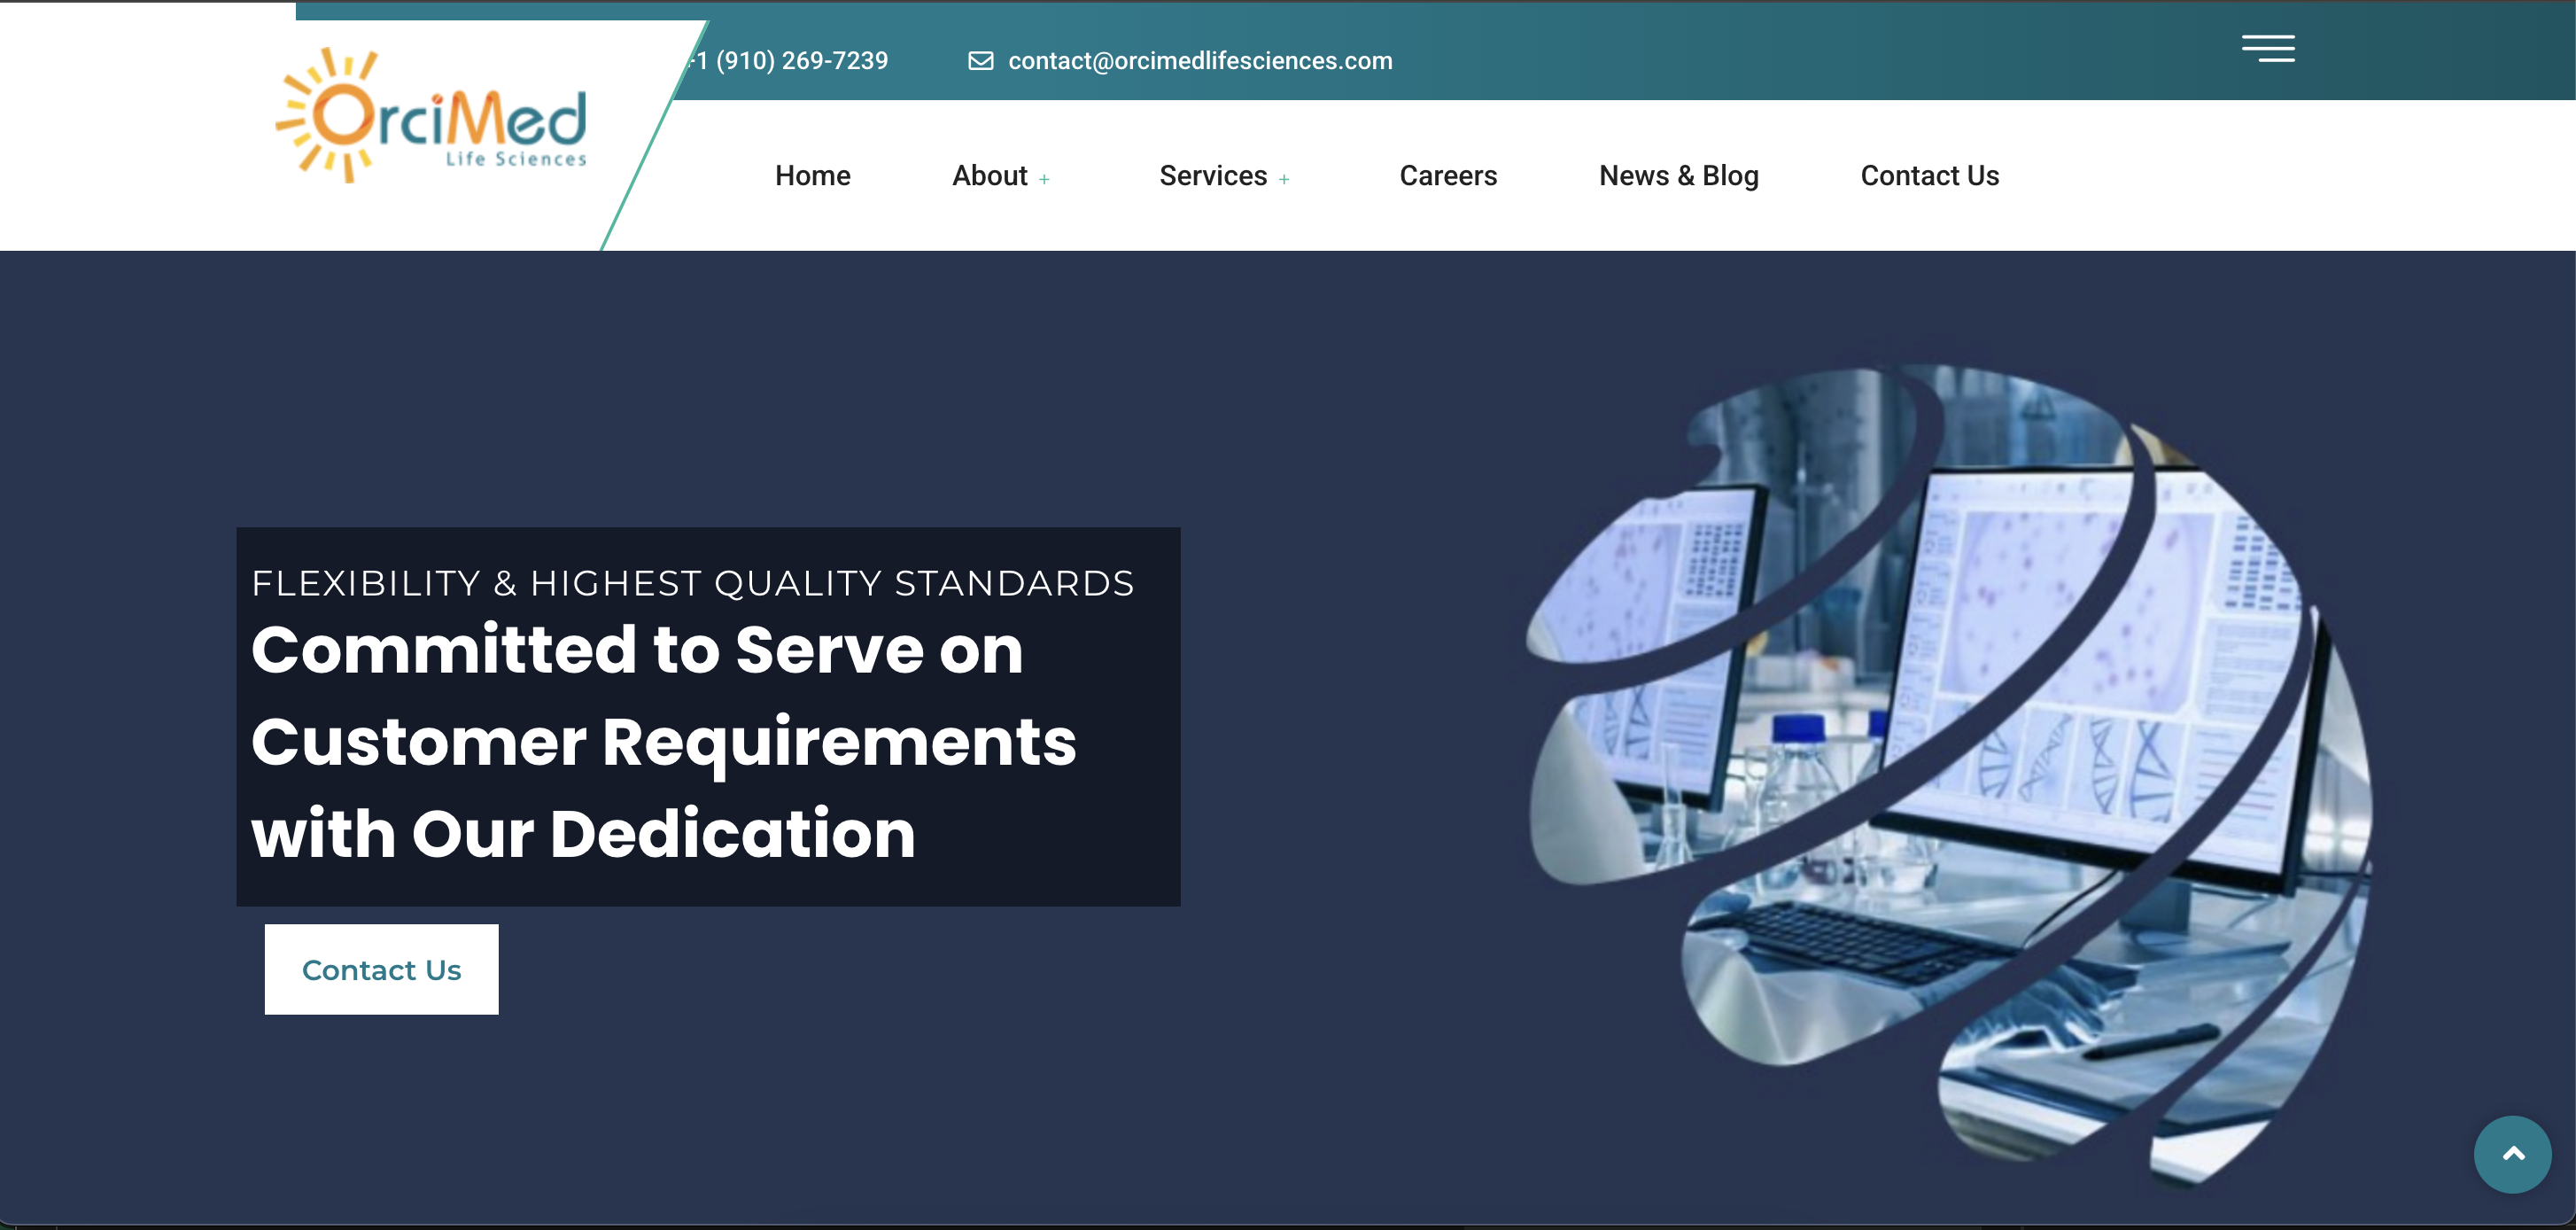 +1 (910) 269-7239
contact@orcimedlifesciences.com
OrciMed
Life Sciences
Home
About +
Services +
Careers
News & Blog
Contact Us
FLEXIBILITY & HIGHEST QUALITY STANDARDS
Committed to Serve on
Customer Requirements
with Our Dedication
Contact Us